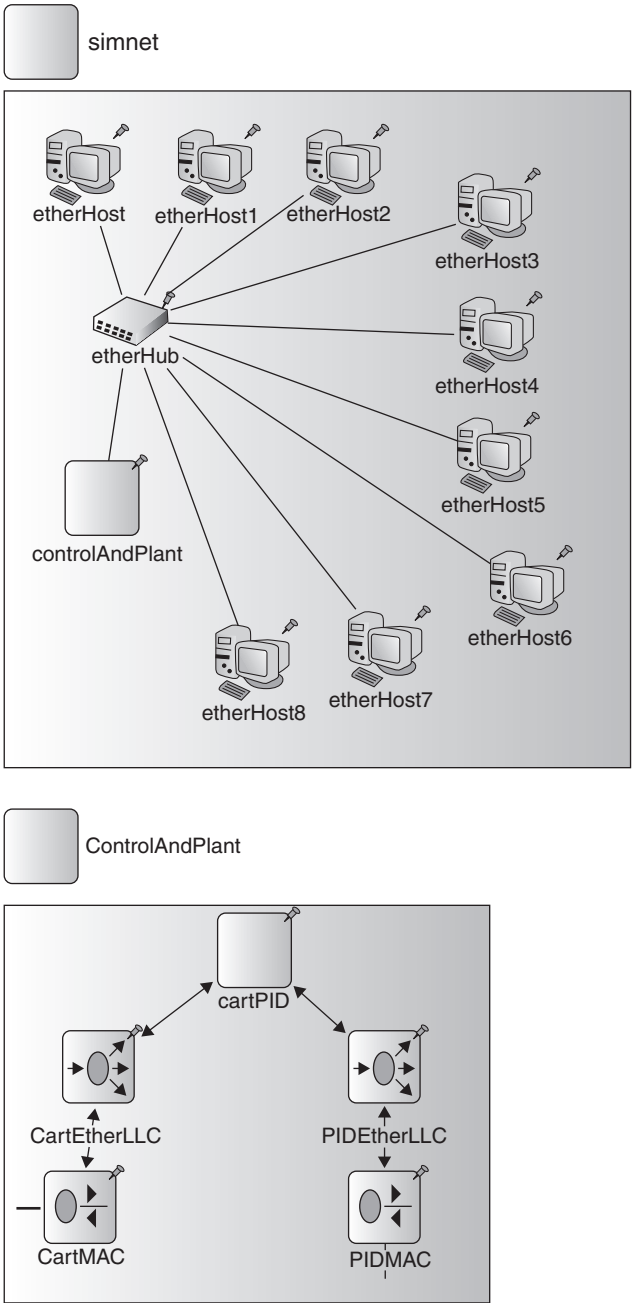 simnet
etherHost
etherHost1
etherHost2
etherHost3
etherHub
etherHost4
etherHost5
controlAndPlant
etherHost6
etherHost7
etherHost8
ControlAndPlant
cartPID
CartEtherLLC
PIDEtherLLC
CartMAC
PIDMAC